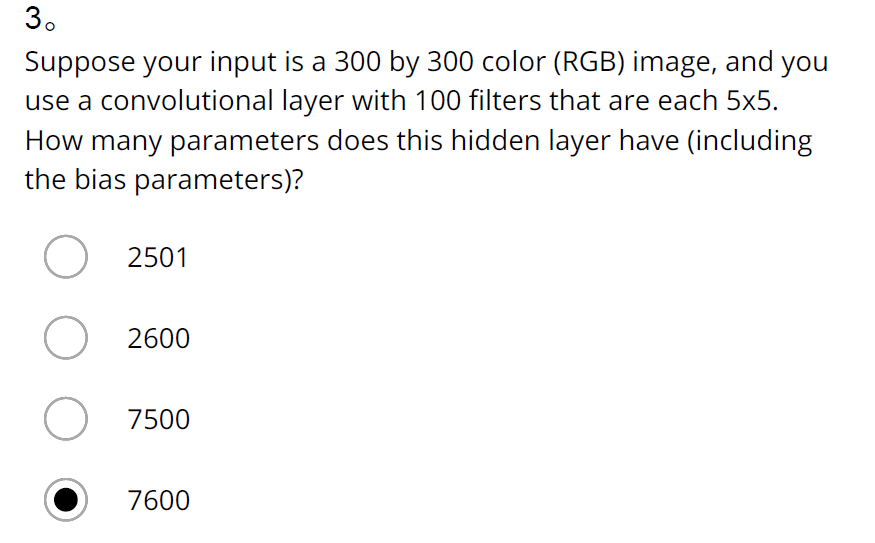 3。
Suppose your input is a 300 by 300 color (RGB) image, and you
use a convolutional layer with 100 filters that are each 5x5.
How many parameters does this hidden layer have (including
the bias parameters)?
2501
2600
7500
7600